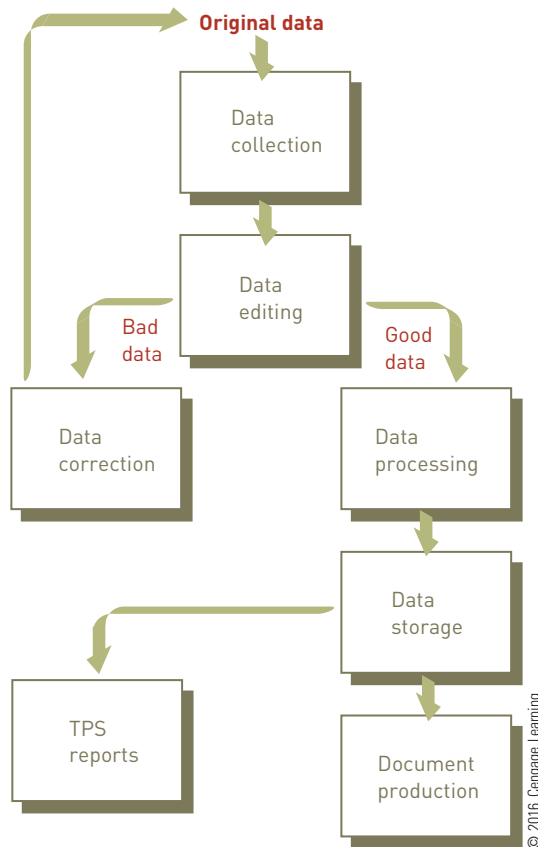 Original data
Data
collection
Data
editing
Bad
data
Good
data
Data
correction
Data
processing
Data
storage
TPS
reports
Document
production
© 2016 Cengage Learning